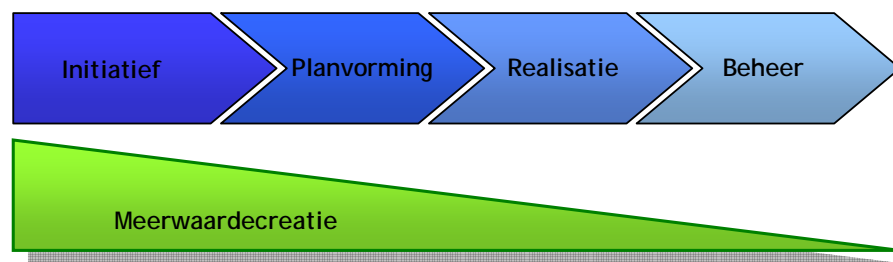 Initiatief
Planvorming
Realisatie
Beheer
Meerwaardecreatie